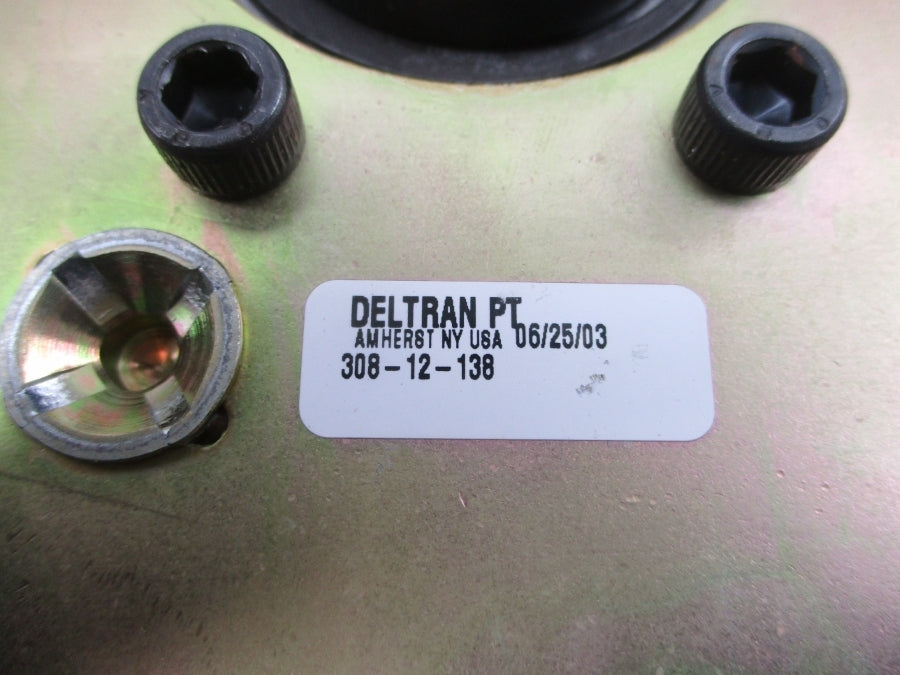 DELTRAN PT
AMHERST NY USA 06/25/03
308-12-138